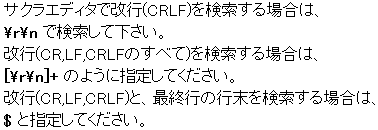 サクラエディタで改行(CRLF)を検索する場合は、
¥r¥n で検索して下さい。
改行(CR,LF,CRLFのすべて)を検索する場合は、
[¥r¥n]+ のように指定してください。
改行(CR,LF,CRLF)と、最終行の行末を検索する場合は、
$ と指定してください。